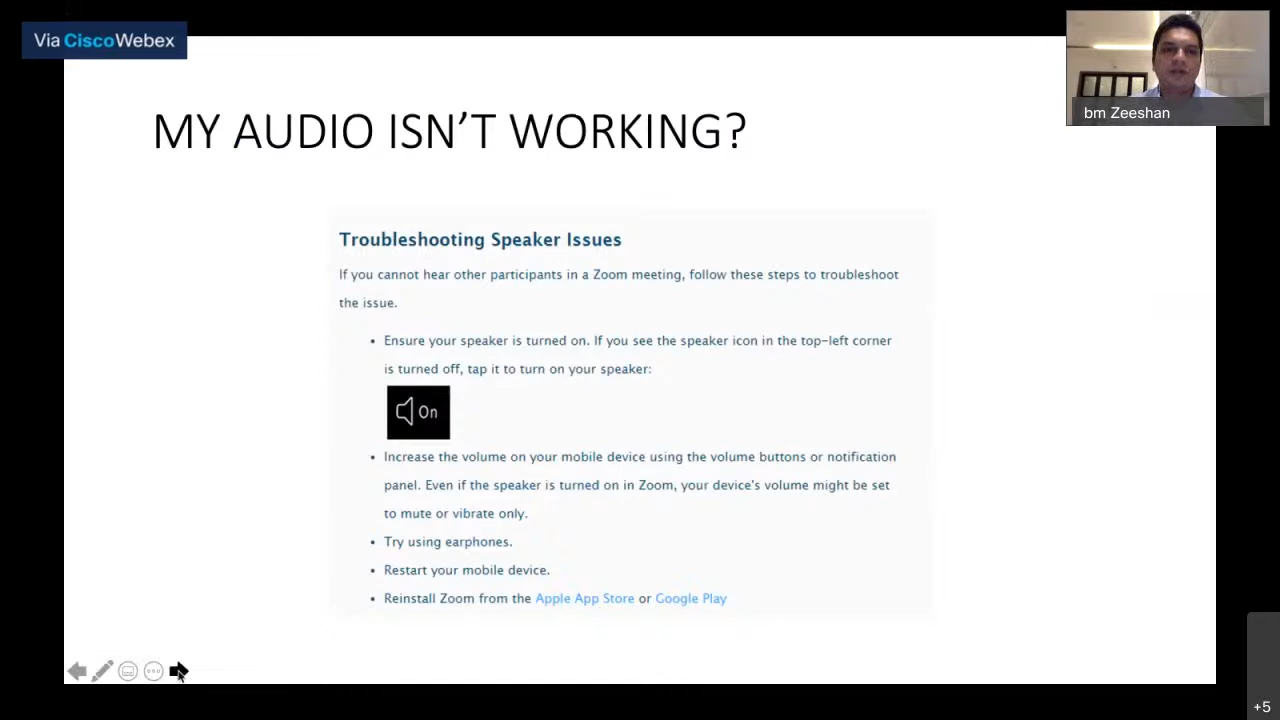 Via CiscoWebex
bm Zeeshan
MY AUDIO ISN’T WORKING?
Troubleshooting Speaker Issues
If you cannot hear other participants in a Zoom meeting, follow these steps to troubleshoot
the issue.
• Ensure your speaker is turned on. If you see the speaker icon in the top-left corner
is turned off, tap it to turn on your speaker:
On
• Increase the volume on your mobile device using the volume buttons or notification
panel. Even if the speaker is turned on in Zoom, your device's volume might be set
to mute or vibrate only.
• Try using earphones.
• Restart your mobile device.
• Reinstall Zoom from the Apple App Store or Google Play
+5